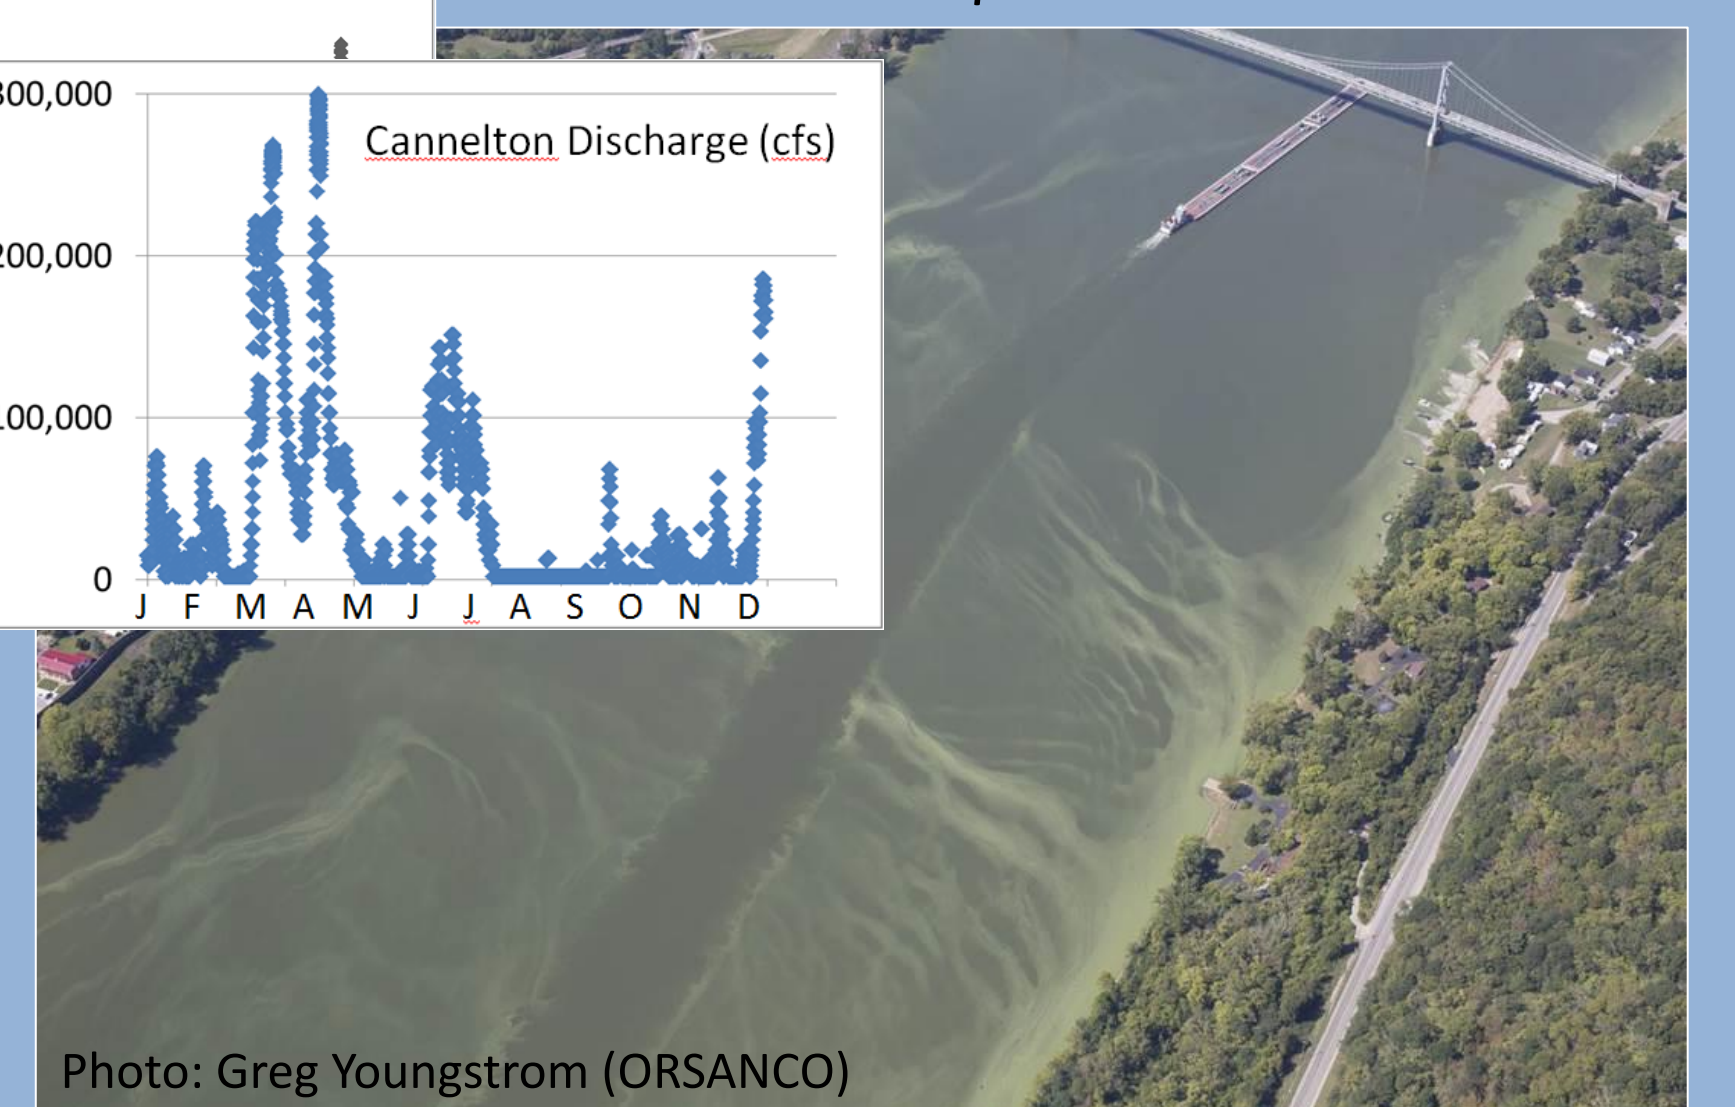 Cannelton Discharge (cfs)
300,000
200,000
100,000
0
J F M A M J J A S O N D
Photo: Greg Youngstrom (ORSANCO)